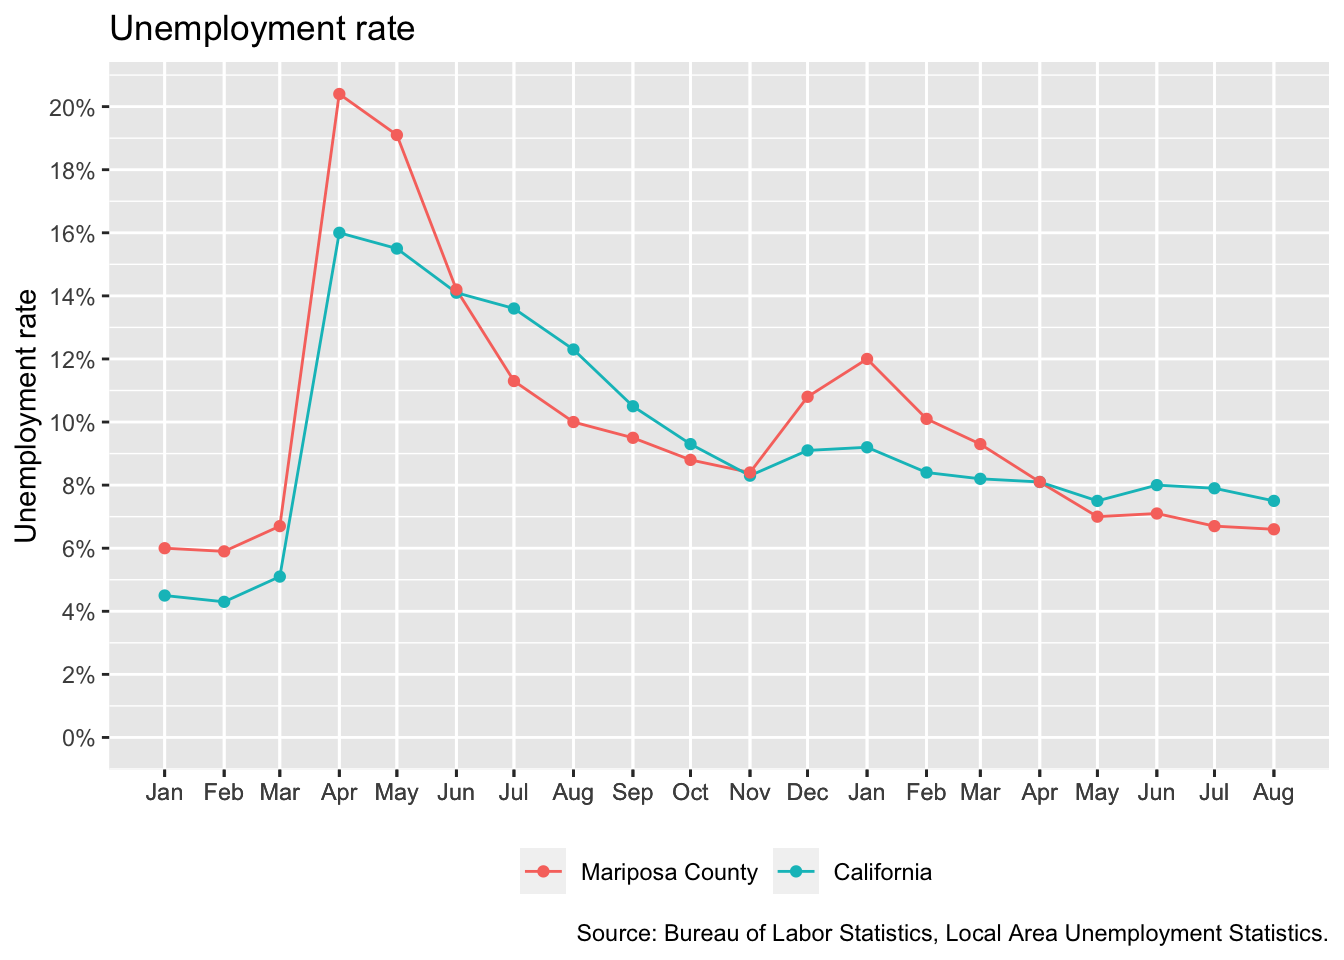 Unemployment rate
Unemployment rate
20%
18%
16%
14%
12%
10%
8%
6%
4%
2%
0%
Jan Feb Mar Apr May Jun Jul Aug Sep Oct Nov Dec Jan Feb Mar Apr May Jun Jul Aug
Mariposa County California
Source: Bureau of Labor Statistics, Local Area Unemployment Statistics.